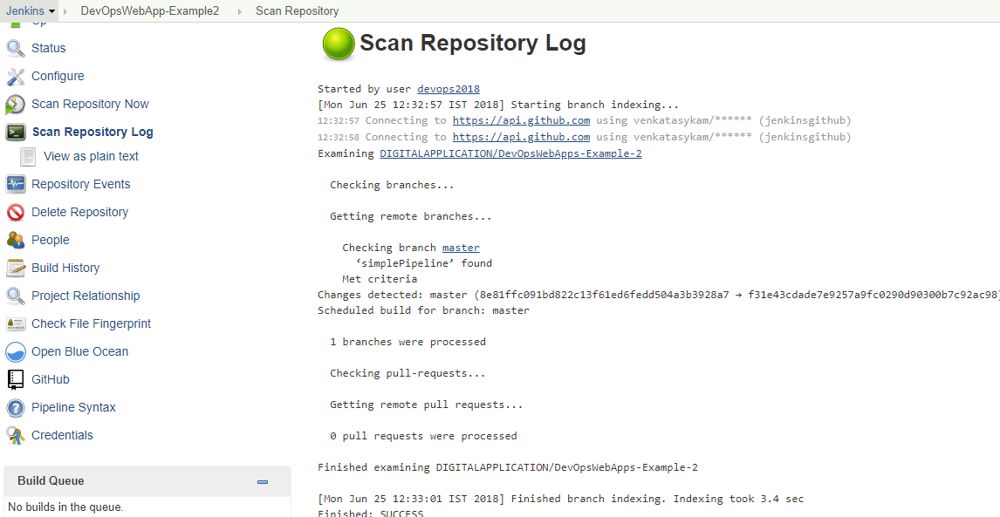 Jenkins DevOpsWebApp-Example2 Scan Repository
Status
Configure
Scan Repository Now
Scan Repository Log
View as plain text
Repository Events
Delete Repository
People
Build History
Project Relationship
Check File Fingerprint
Open Blue Ocean
GitHub
Pipeline Syntax
Credentials
Build Queue
No builds in the queue.
Scan Repository Log
Started by user devops2018
[Mon Jun 25 12:32:57 IST 2018] Starting branch indexing...
12:32:57 Connecting to https://api.github.com using venkatasykam/****** (jenkinsgithub)
12:32:58 Connecting to https://api.github.com using venkatasykam/****** (jenkinsgithub)
Examining DIGITALAPPLICATION/DevOpsWebApps-Example-2
Checking branches...
Getting remote branches...
Checking branch master
‘simplePipeline’ found
Met criteria
Changes detected: master (8e81ffc091bd822c13f61ed6fedd504a3b3928a7 → f31e43cdade7e9257a9fc0290d90300b7c92ac98)
Scheduled build for branch: master
1 branches were processed
Checking pull-requests...
Getting remote pull requests...
0 pull requests were processed
Finished examining DIGITALAPPLICATION/DevOpsWebApps-Example-2
[Mon Jun 25 12:33:01 IST 2018] Finished branch indexing. Indexing took 3.4 sec
Finished: SUCCESS